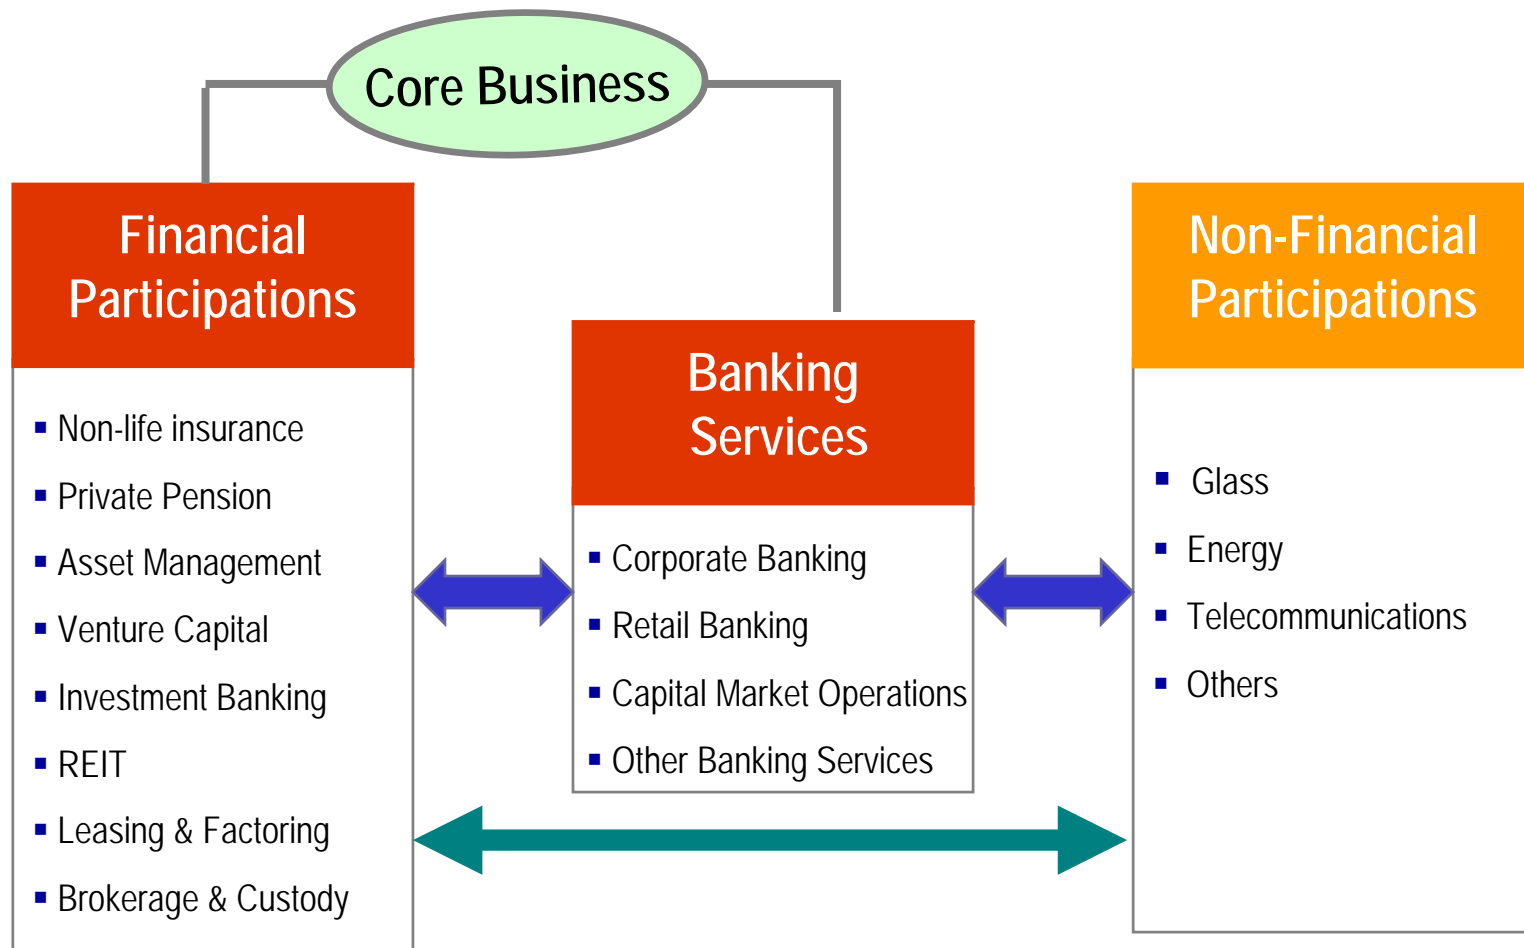 Core Business
Financial
Participations
Non-life insurance
Private Pension
Asset Management
Venture Capital
Investment Banking
REIT
Leasing & Factoring
Brokerage & Custody
Banking
Services
Corporate Banking
Retail Banking
Capital Market Operations
Other Banking Services
Non-Financial
Participations
Glass
Energy
Telecommunications
Others